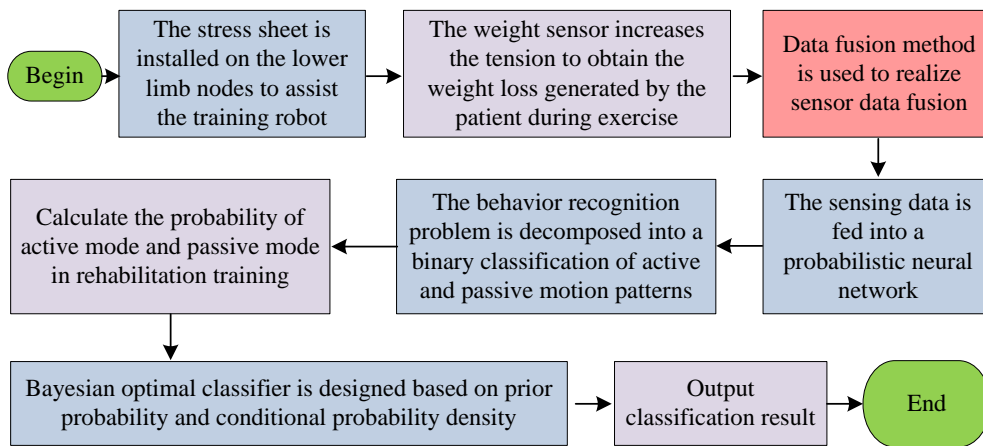 Begin
The stress sheet is
installed on the lower
limb nodes to assist
the training robot
The weight sensor increases
the tension to obtain the
weight loss generated by the
patient during exercise
Data fusion method
is used to realize
sensor data fusion
The sensing data is
fed into a
probabilistic neural
network
The behavior recognition
problem is decomposed into a
binary classification of active
and passive motion patterns
Calculate the probability of
active mode and passive mode
in rehabilitation training
Bayesian optimal classifier is designed based on prior
probability and conditional probability density
Output
classification result
End